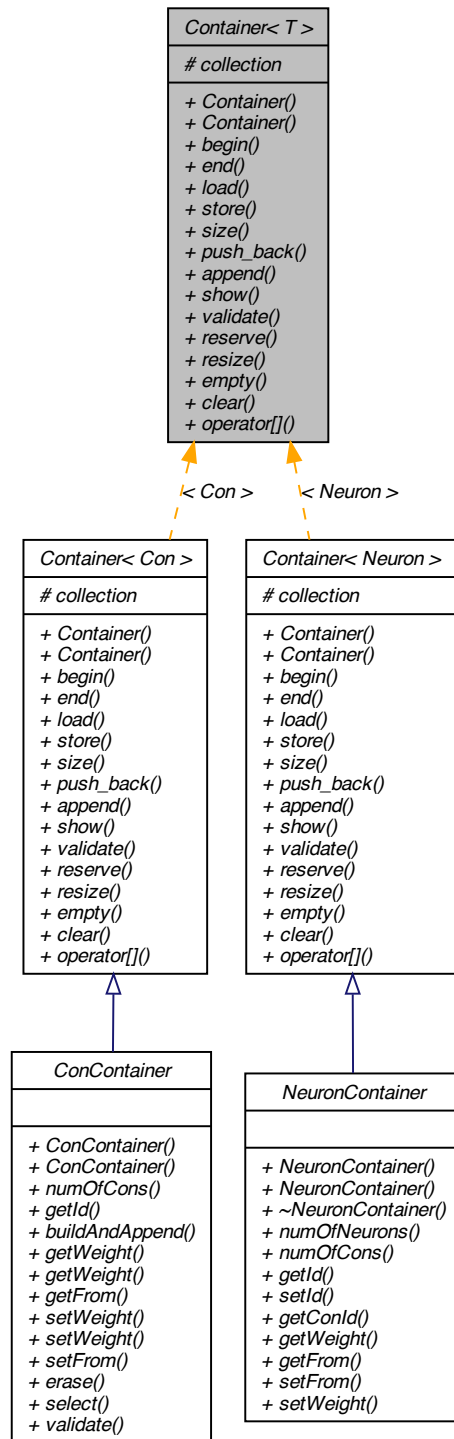 Container< T >
# collection
+ Container()
+ Container()
+ begin()
+ end()
+ load()
+ store()
+ size()
+ push_back()
+ append()
+ show()
+ validate()
+ reserve()
+ resize()
+ empty()
+ clear()
+ operator[]()
< Con >
< Neuron >
Container< Con >
# collection
+ Container()
+ Container()
+ begin()
+ end()
+ load()
+ store()
+ size()
+ push_back()
+ append()
+ show()
+ validate()
+ reserve()
+ resize()
+ empty()
+ clear()
+ operator[]()
Container< Neuron >
# collection
+ Container()
+ Container()
+ begin()
+ end()
+ load()
+ store()
+ size()
+ push_back()
+ append()
+ show()
+ validate()
+ reserve()
+ resize()
+ empty()
+ clear()
+ operator[]()
ConContainer
+ ConContainer()
+ ConContainer()
+ numOfCons()
+ getId()
+ buildAndAppend()
+ getWeight()
+ getWeight()
+ getFrom()
+ setWeight()
+ setWeight()
+ setFrom()
+ erase()
+ select()
+ validate()
NeuronContainer
+ NeuronContainer()
+ NeuronContainer()
+ ~NeuronContainer()
+ numOfNeurons()
+ numOfCons()
+ getId()
+ setId()
+ getConId()
+ getWeight()
+ getFrom()
+ setFrom()
+ setWeight()